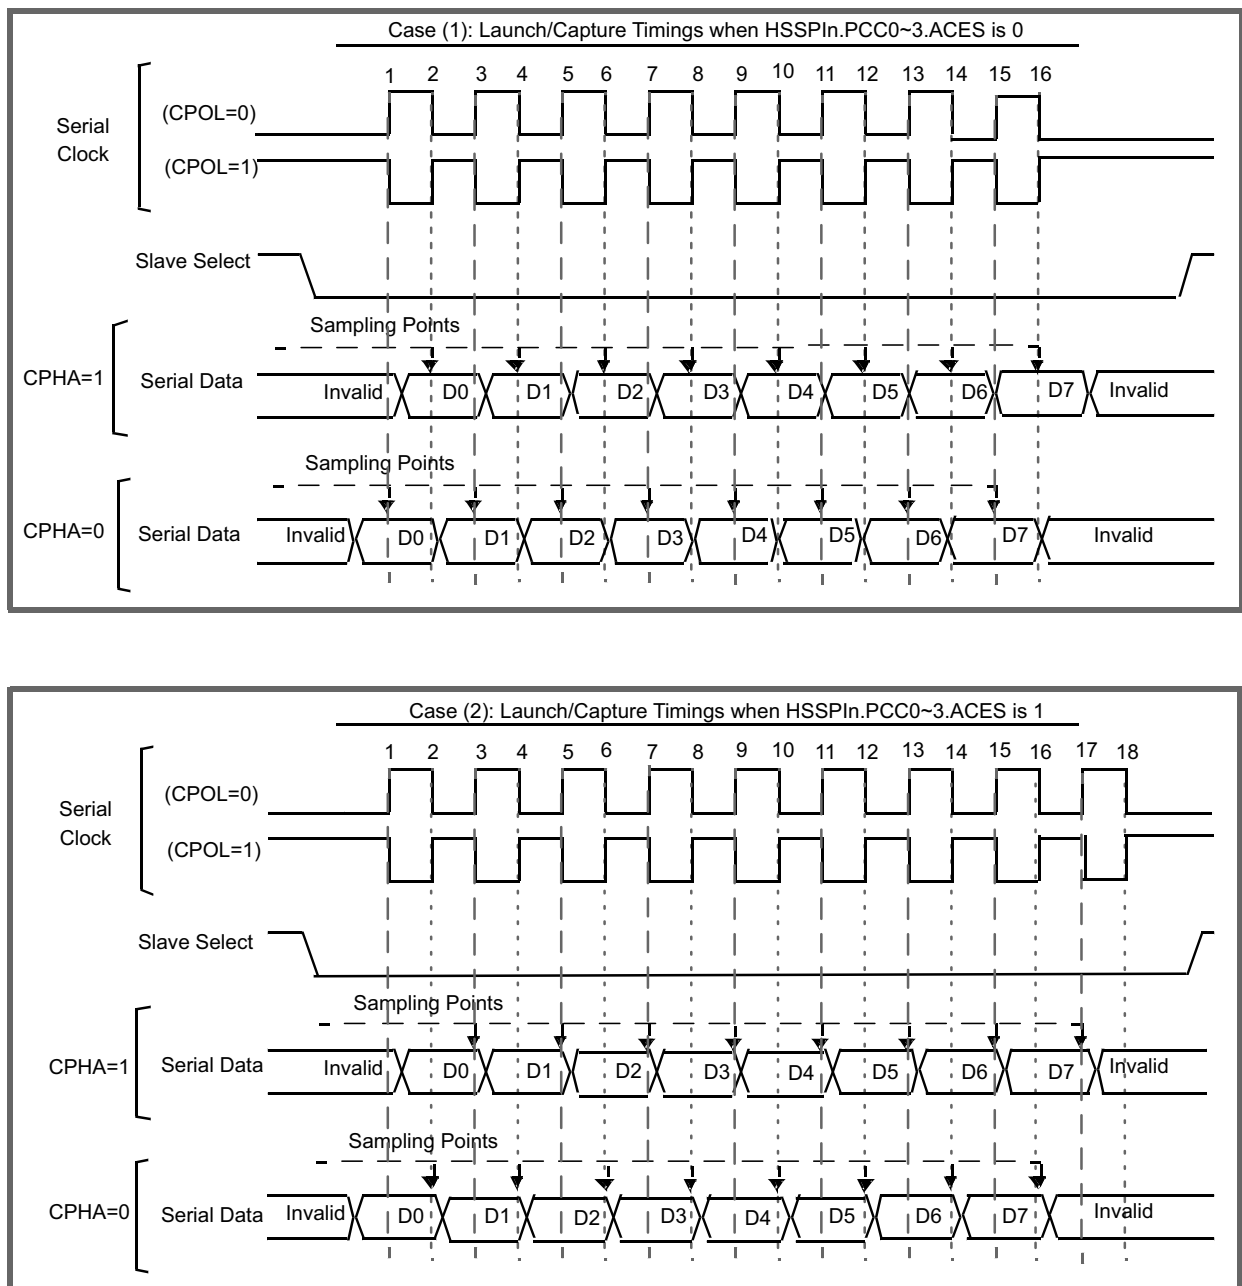 Case (1): Launch/Capture Timings when HSSPIn.PCC0~3.ACES is 0
1 2 3 4 5 6 7 8 9 10 11 12 13 14 15 16
(CPOL=0)
Serial
Clock
(CPOL=1)
Slave Select
Sampling Points
CPHA=1 Serial Data Invalid D0 D1 D2 D3 D4 D5 D6 D7 Invalid
Sampling Points
CPHA=0 Serial Data Invalid D0 D1 D2 D3 D4 D5 D6 D7 Invalid
Case (2): Launch/Capture Timings when HSSPIn.PCC0~3.ACES is 1
1 2 3 4 5 6 7 8 9 10 11 12 13 14 15 16 17 18
(CPOL=0)
Serial
Clock
(CPOL=1)
Slave Select
Sampling Points
CPHA=1 Serial Data Invalid D0 D1 D2 D3 D4 D5 D6 D7 Invalid
Sampling Points
CPHA=0 Serial Data Invalid D0 D1 D2 D3 D4 D5 D6 D7 Invalid